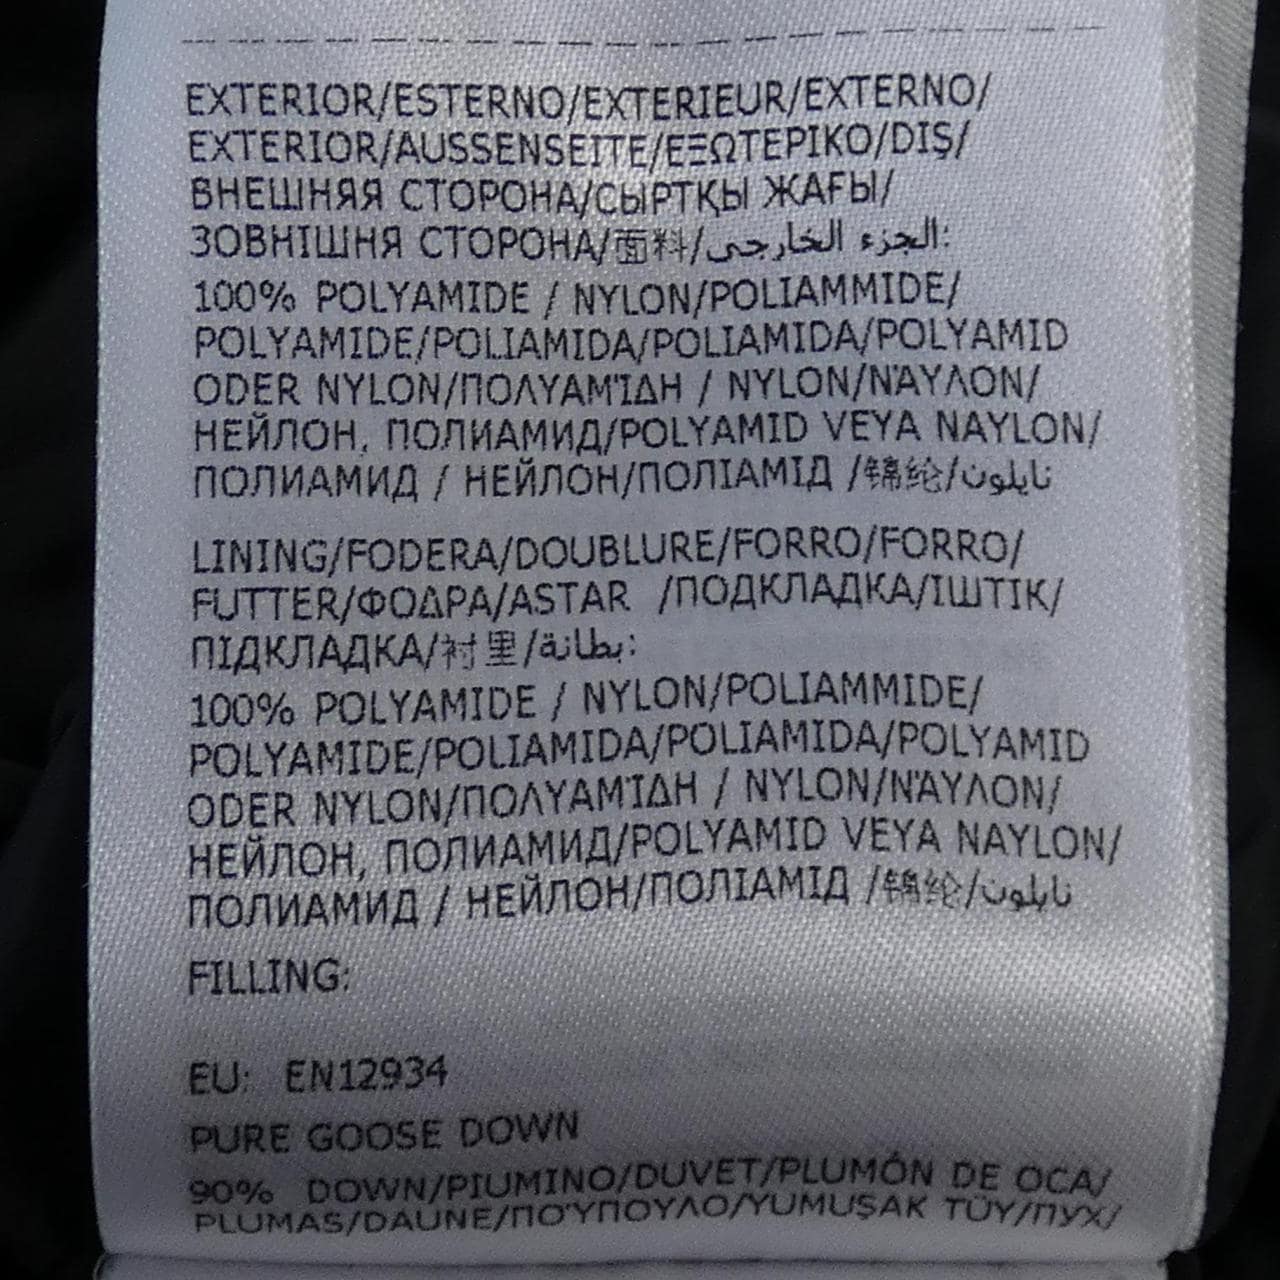 EXTERIOR/ESTERNO/EXTERIEUR/EXTERNO/
EXTERIOR/AUSSENSEITE/ΕΞΩΤΕΡΙΚΟ/DIŞ/
ВНЕШНЯЯ СТОРОНА/СЫРТҚЫ ЖАҒЫ/
ЗОВНІШНЯ СТОРОНА/面料/الجزء الخارجي:
100% POLYAMIDE / NYLON/POLIAMMIDE/
POLYAMIDE/POLIAMIDA/POLIAMIDA/POLYAMID
ODER NYLON/ΠΟΛΥΑΜΊΔΗ / NYLON/ΝΆΥΛΟΝ/
НЕЙЛОН, ПОЛИАМИД/POLYAMID VEYA NAYLON/
ПОЛИАМИД / НЕЙЛОН/ПОЛІАМІД /锦纶/نايلون
LINING/FODERA/DOUBLURE/FORRO/FORRO/
FUTTER/ΦΟΔΡΑ/ASTAR /ПОДКЛАДКА/ІШТІК/
ПІДКЛАДКА/衬里/بطانة:
100% POLYAMIDE / NYLON/POLIAMMIDE/
POLYAMIDE/POLIAMIDA/POLIAMIDA/POLYAMID
ODER NYLON/ΠΟΛΥΑΜΊΔΗ / NYLON/ΝΆΥΛΟΝ/
НЕЙЛОН, ПОЛИАМИД/POLYAMID VEYA NAYLON/
ПОЛИАМИД / НЕЙЛОН/ПОЛІАМІД /锦纶/نايلون
FILLING:
EU: EN12934
PURE GOOSE DOWN
90% DOWN/PIUMINO/DUVET/PLUMÓN DE OCA/
PLUMAS/DAUNE/ΠΟΎΠΟΥΛΟ/YUMUŞAK TÜY/ПУХ/